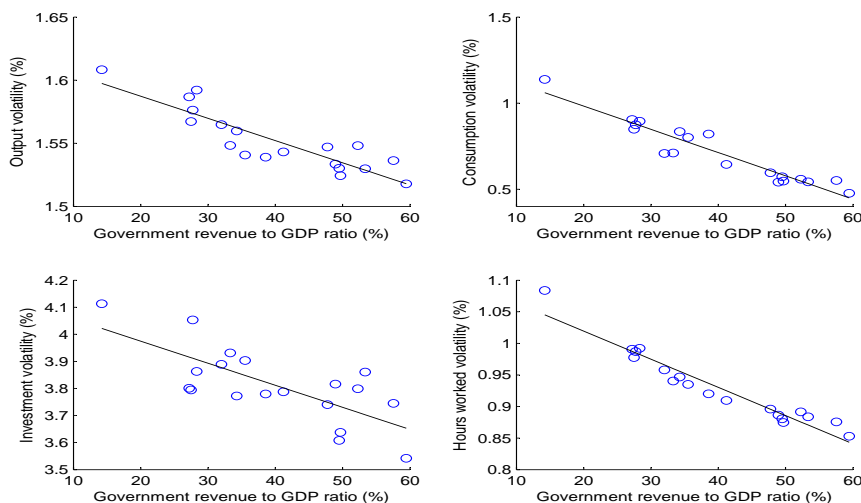 1.65
1.6
1.55
1.5
Output volatility (%)
10 20 30 40 50 60
Government revenue to GDP ratio (%)
1.5
1
0.5
Consumption volatility (%)
10 20 30 40 50 60
Government revenue to GDP ratio (%)
4.2
4.1
4
3.9
3.8
3.7
3.6
3.5
Investment volatility (%)
10 20 30 40 50 60
Government revenue to GDP ratio (%)
1.1
1.05
1
0.95
0.9
0.85
0.8
Hours worked volatility (%)
10 20 30 40 50 60
Government revenue to GDP ratio (%)